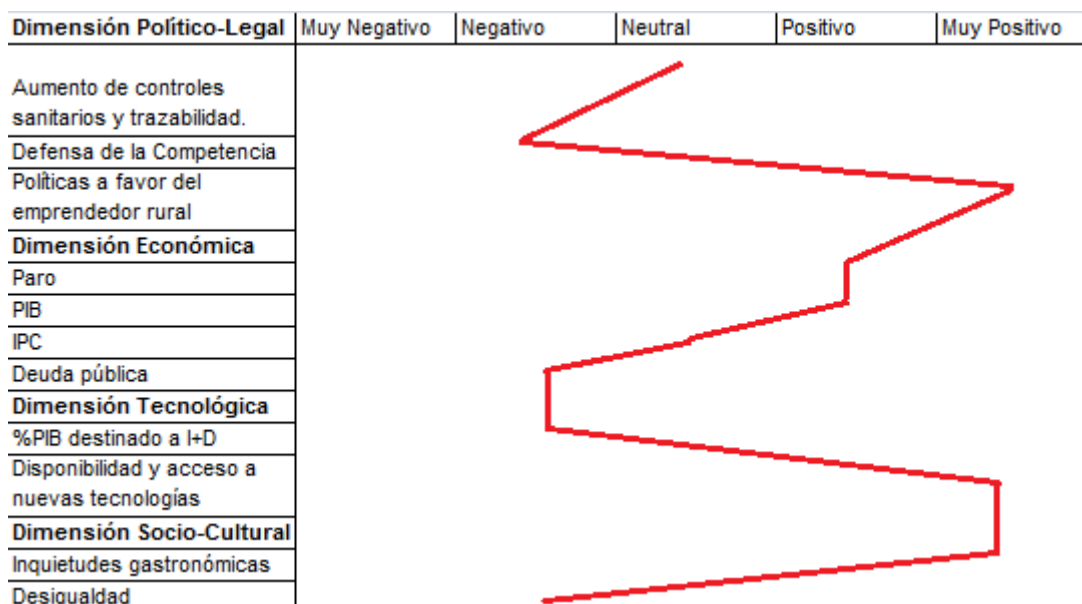 Dimensión Político-Legal Muy Negativo Negativo Neutral Positivo Muy Positivo
Aumento de controles
sanitarios y trazabilidad.
Defensa de la Competencia
Políticas a favor del
emprendedor rural
Dimensión Económica
Paro
PIB
IPC
Deuda pública
Dimensión Tecnológica
%PIB destinado a I+D
Disponibilidad y acceso a
nuevas tecnologías
Dimensión Socio-Cultural
Inquietudes gastronómicas
Desigualdad